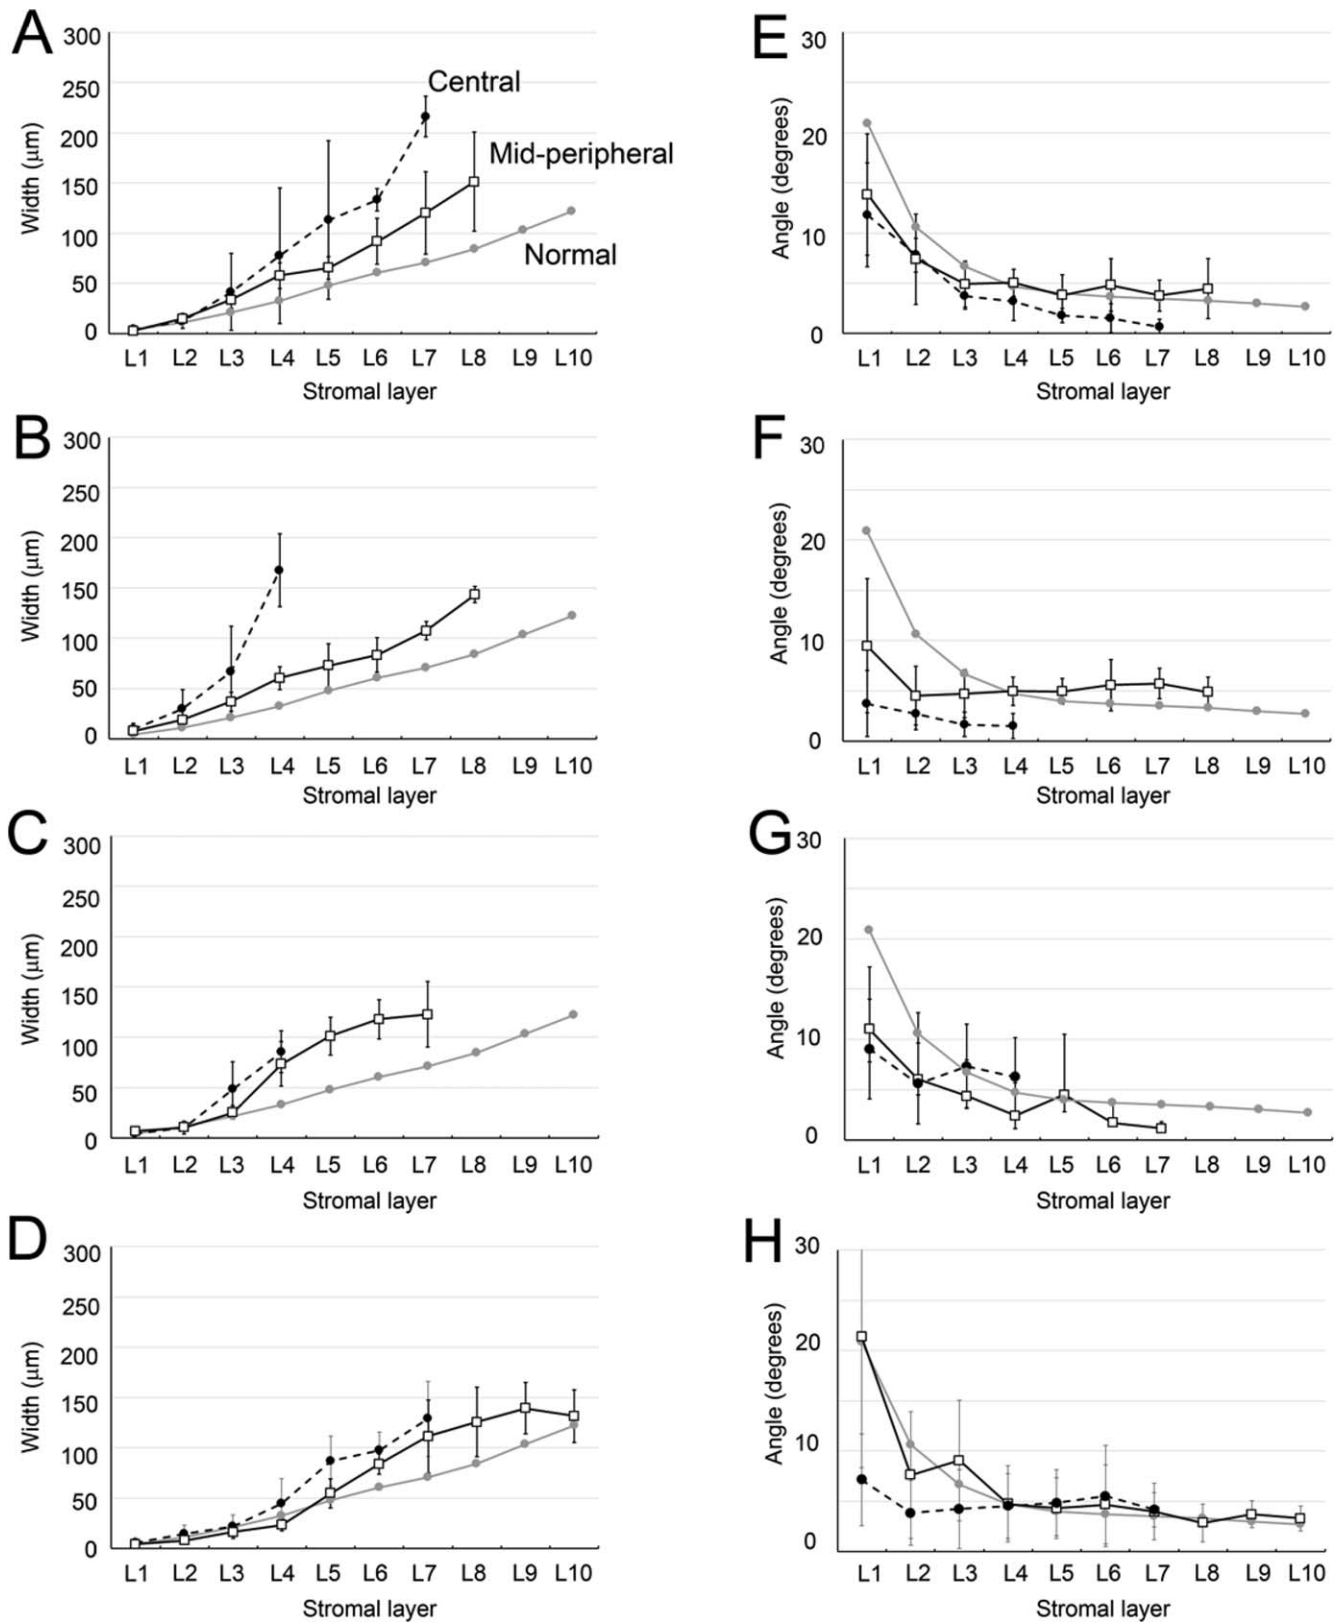 A
300
250
200
150
100
50
0
Width (μm)
Central
Mid-peripheral
Normal
L1 L2 L3 L4 L5 L6 L7 L8 L9 L10
Stromal layer
E
30
20
10
0
Angle (degrees)
L1 L2 L3 L4 L5 L6 L7 L8 L9 L10
Stromal layer
B
300
250
200
150
100
50
0
Width (μm)
L1 L2 L3 L4 L5 L6 L7 L8 L9 L10
Stromal layer
F
30
20
10
0
Angle (degrees)
L1 L2 L3 L4 L5 L6 L7 L8 L9 L10
Stromal layer
C
300
250
200
150
100
50
0
Width (μm)
L1 L2 L3 L4 L5 L6 L7 L8 L9 L10
Stromal layer
G
30
20
10
0
Angle (degrees)
L1 L2 L3 L4 L5 L6 L7 L8 L9 L10
Stromal layer
D
300
250
200
150
100
50
0
Width (μm)
L1 L2 L3 L4 L5 L6 L7 L8 L9 L10
Stromal layer
H
30
20
10
0
Angle (degrees)
L1 L2 L3 L4 L5 L6 L7 L8 L9 L10
Stromal layer